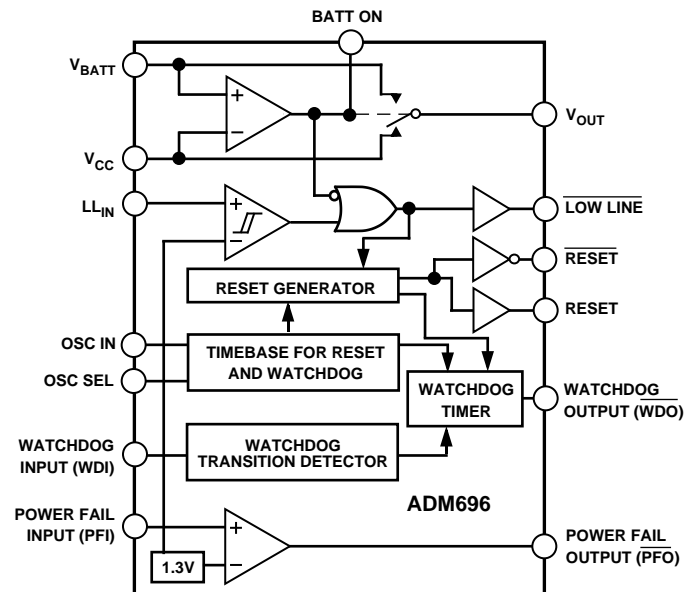 BATT ON
VBATT
VOUT
VCC
LLIN
LOW LINE
RESET
RESET GENERATOR
RESET
OSC IN
TIMEBASE FOR RESET
AND WATCHDOG
OSC SEL
WATCHDOG
TIMER
WATCHDOG
OUTPUT (WDO)
WATCHDOG
INPUT (WDI)
WATCHDOG
TRANSITION DETECTOR
ADM696
POWER FAIL
INPUT (PFI)
1.3V
POWER FAIL
OUTPUT (PFO)